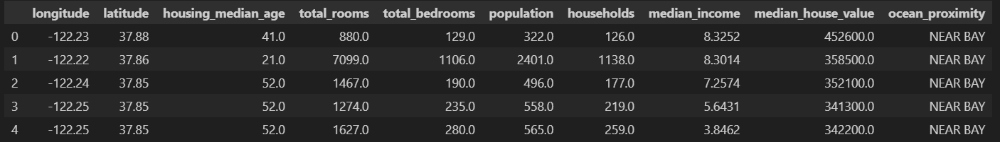 longitude latitude housing_median_age total_rooms total_bedrooms population households median_income median_house_value ocean_proximity
0 -122.23 37.88 41.0 880.0 129.0 322.0 126.0 8.3252 452600.0 NEAR BAY
1 -122.22 37.86 21.0 7099.0 1106.0 2401.0 1138.0 8.3014 358500.0 NEAR BAY
2 -122.24 37.85 52.0 1467.0 190.0 496.0 177.0 7.2574 352100.0 NEAR BAY
3 -122.25 37.85 52.0 1274.0 235.0 558.0 219.0 5.6431 341300.0 NEAR BAY
4 -122.25 37.85 52.0 1627.0 280.0 565.0 259.0 3.8462 342200.0 NEAR BAY